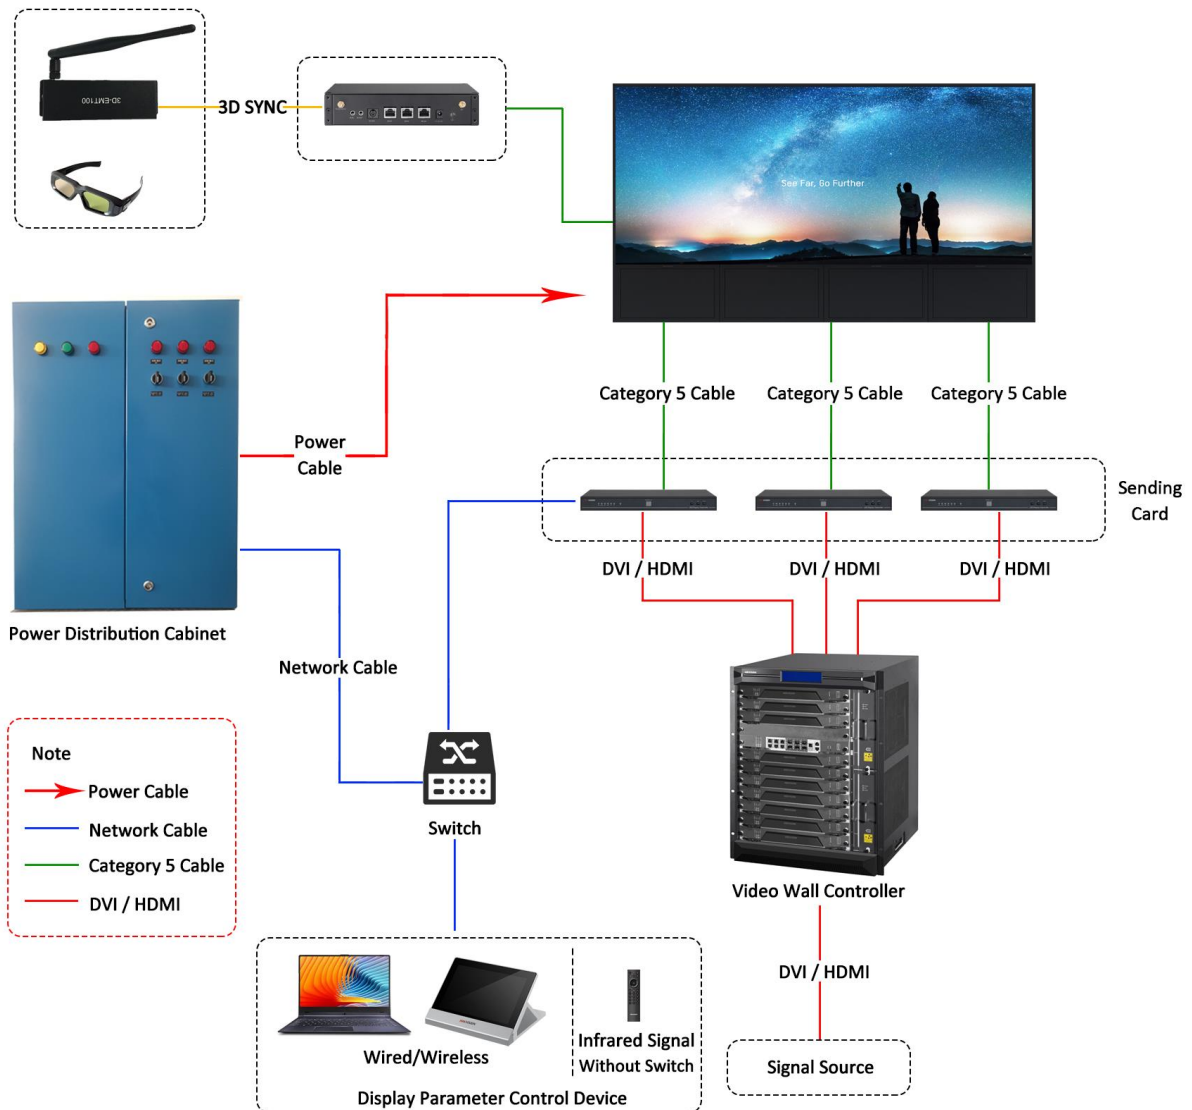 3D-EMT100
3D SYNC
See Far, Go Further
Category 5 Cable
Category 5 Cable
Category 5 Cable
Power
Cable
Sending
Card
DVI / HDMI
DVI / HDMI
DVI / HDMI
Power Distribution Cabinet
Network Cable
Note
Power Cable
Network Cable
Category 5 Cable
DVI / HDMI
Switch
Video Wall Controller
DVI / HDMI
Wired/Wireless
Infrared Signal
Without Switch
Display Parameter Control Device
Signal Source